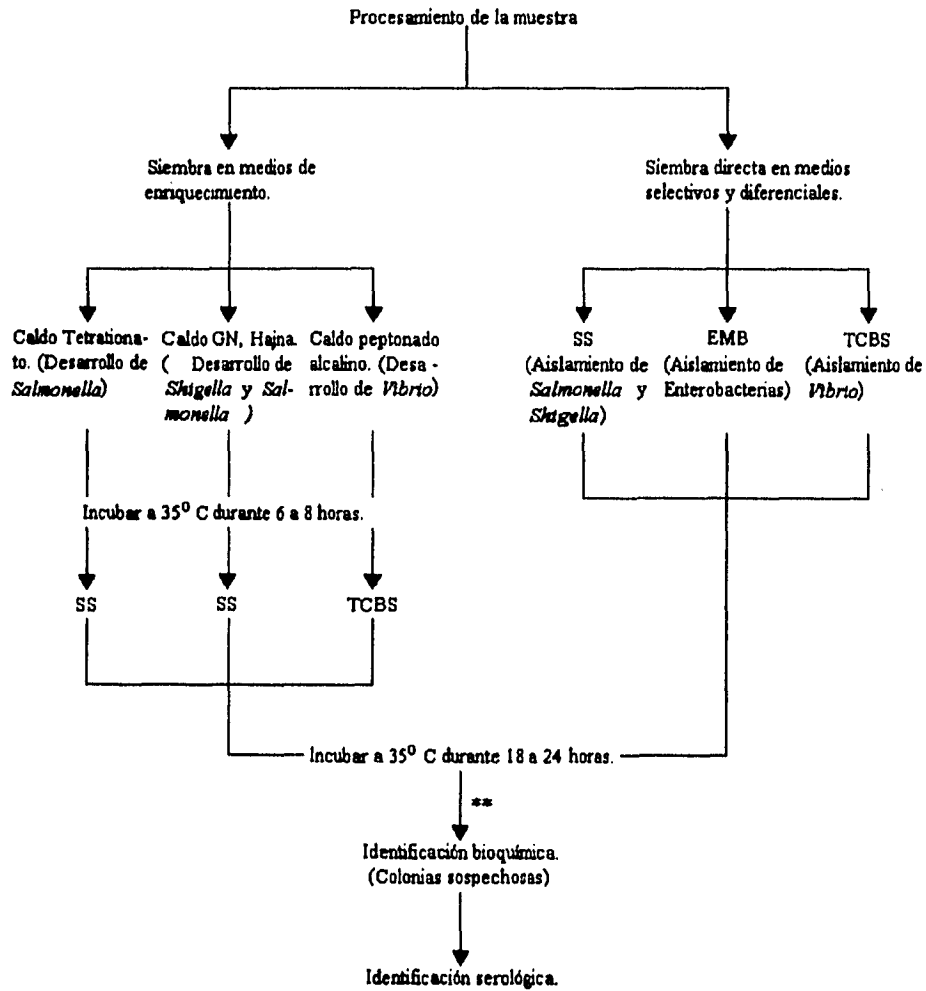 Procesamiento de la muestra
Siembra en medios de
enriquecimiento.
Siembra directa en medios
selectivos y diferenciales.
Caldo Tetrationa-
to. (Desarrollo de
Salmonella)
Caldo GN, Hajna.
( Desarrollo de
Shigella y Sal-
monella )
Caldo peptonado
alcalino. (Desa -
rrollo de Vibrio)
SS
(Aislamiento de
Salmonella y
Shigella)
EMB
(Aislamiento de
Enterobacterias)
TCBS
(Aislamiento de
Vibrio)
Incubar a 35⁰ C durante 6 a 8 horas.
SS
SS
TCBS
Incubar a 35⁰ C durante 18 a 24 horas.
**
Identificación bioquímica.
(Colonias sospechosas)
Identificación serológica.